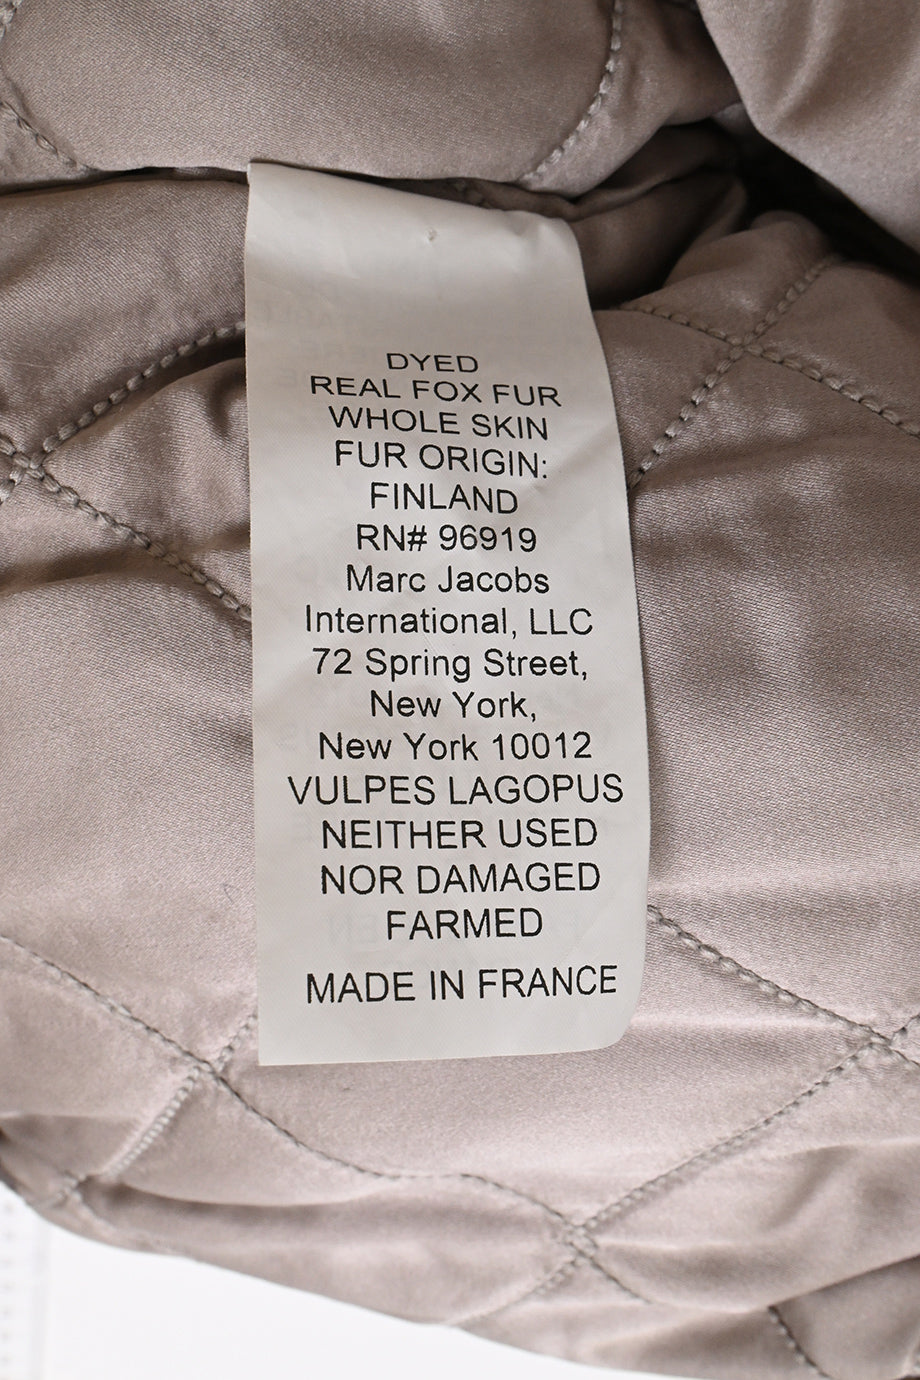 DYED
REAL FOX FUR
WHOLE SKIN
FUR ORIGIN:
FINLAND
RN# 96919
Marc Jacobs
International, LLC
72 Spring Street,
New York,
New York 10012
VULPES LAGOPUS
NEITHER USED
NOR DAMAGED
FARMED
MADE IN FRANCE